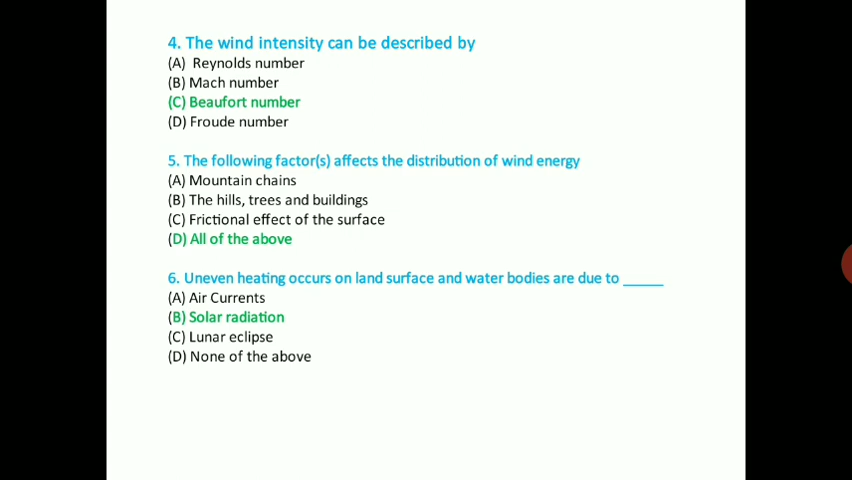 4. The wind intensity can be described by
(A) Reynolds number
(B) Mach number
(C) Beaufort number
(D) Froude number
5. The following factor(s) affects the distribution of wind energy
(A) Mountain chains
(B) The hills, trees and buildings
(C) Frictional effect of the surface
(D) All of the above
6. Uneven heating occurs on land surface and water bodies are due to _____
(A) Air Currents
(B) Solar radiation
(C) Lunar eclipse
(D) None of the above